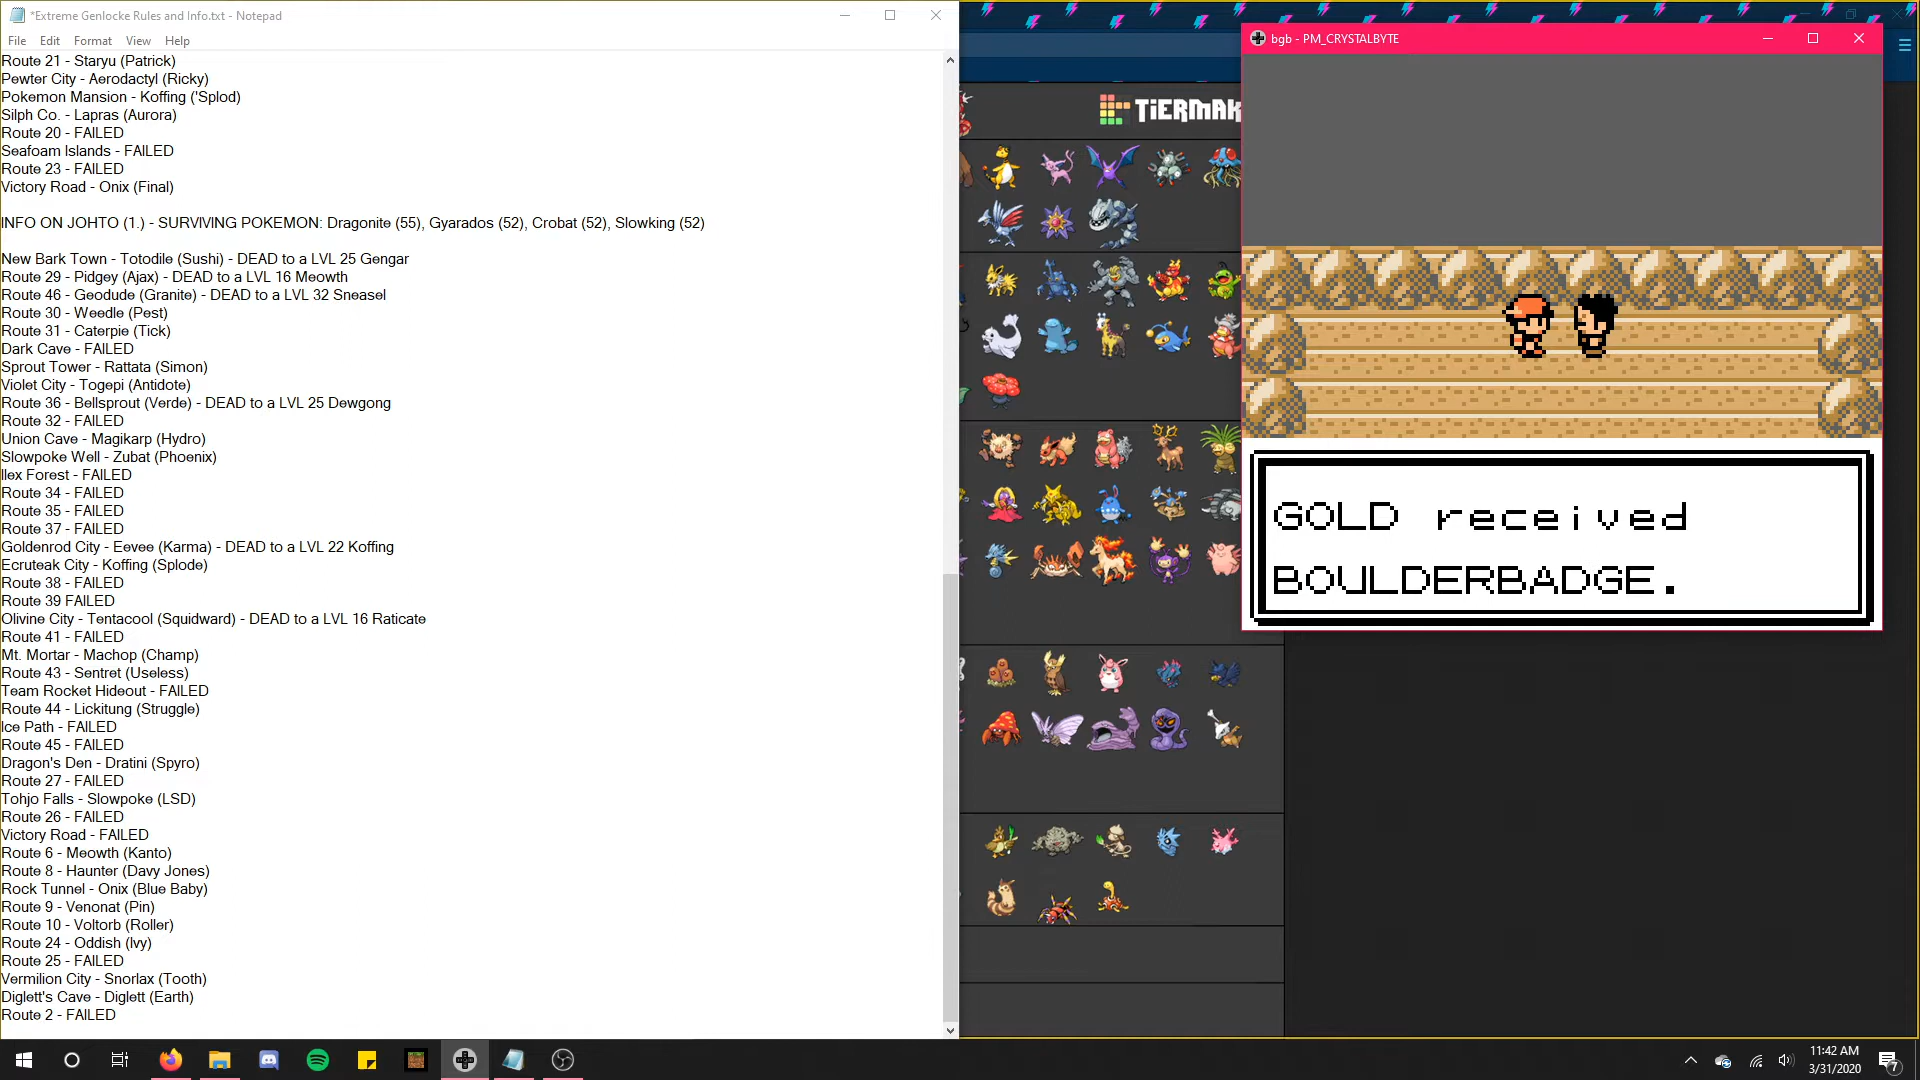 *Extreme Genlocke Rules and Info.txt - Notepad
File Edit Format View Help
Route 21 - Staryu (Patrick)
Pewter City - Aerodactyl (Ricky)
Pokemon Mansion - Koffing ('Splod)
Silph Co. - Lapras (Aurora)
Route 20 - FAILED
Seafoam Islands - FAILED
Route 23 - FAILED
Victory Road - Onix (Final)
INFO ON JOHTO (1.) - SURVIVING POKEMON: Dragonite (55), Gyarados (52), Crobat (52), Slowking (52)
New Bark Town - Totodile (Sushi) - DEAD to a LVL 25 Gengar
Route 29 - Pidgey (Ajax) - DEAD to a LVL 16 Meowth
Route 46 - Geodude (Granite) - DEAD to a LVL 32 Sneasel
Route 30 - Weedle (Pest)
Route 31 - Caterpie (Tick)
Dark Cave - FAILED
Sprout Tower - Rattata (Simon)
Violet City - Togepi (Antidote)
Route 36 - Bellsprout (Verde) - DEAD to a LVL 25 Dewgong
Route 32 - FAILED
Union Cave - Magikarp (Hydro)
Slowpoke Well - Zubat (Phoenix)
Ilex Forest - FAILED
Route 34 - FAILED
Route 35 - FAILED
Route 37 - FAILED
Goldenrod City - Eevee (Karma) - DEAD to a LVL 22 Koffing
Ecruteak City - Koffing (Splode)
Route 38 - FAILED
Route 39 FAILED
Olivine City - Tentacool (Squidward) - DEAD to a LVL 16 Raticate
Route 41 - FAILED
Mt. Mortar - Machop (Champ)
Route 43 - Sentret (Useless)
Team Rocket Hideout - FAILED
Route 44 - Lickitung (Struggle)
Ice Path - FAILED
Route 45 - FAILED
Dragon's Den - Dratini (Spyro)
Route 27 - FAILED
Tohjo Falls - Slowpoke (LSD)
Route 26 - FAILED
Victory Road - FAILED
Route 6 - Meowth (Kanto)
Route 8 - Haunter (Davy Jones)
Rock Tunnel - Onix (Blue Baby)
Route 9 - Venonat (Pin)
Route 10 - Voltorb (Roller)
Route 24 - Oddish (Ivy)
Route 25 - FAILED
Vermilion City - Snorlax (Tooth)
Diglett's Cave - Diglett (Earth)
Route 2 - FAILED
TIERMAK
bgb - PM_CRYSTALBYTE
GOLD received
BOULDERBADGE.
11:42 AM
3/31/2020
7